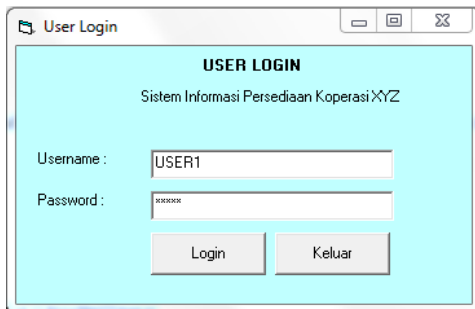 User Login
USER LOGIN
Sistem Informasi Persediaan Koperasi XYZ
Username :
USER1
Password :
×××××
Login
Keluar